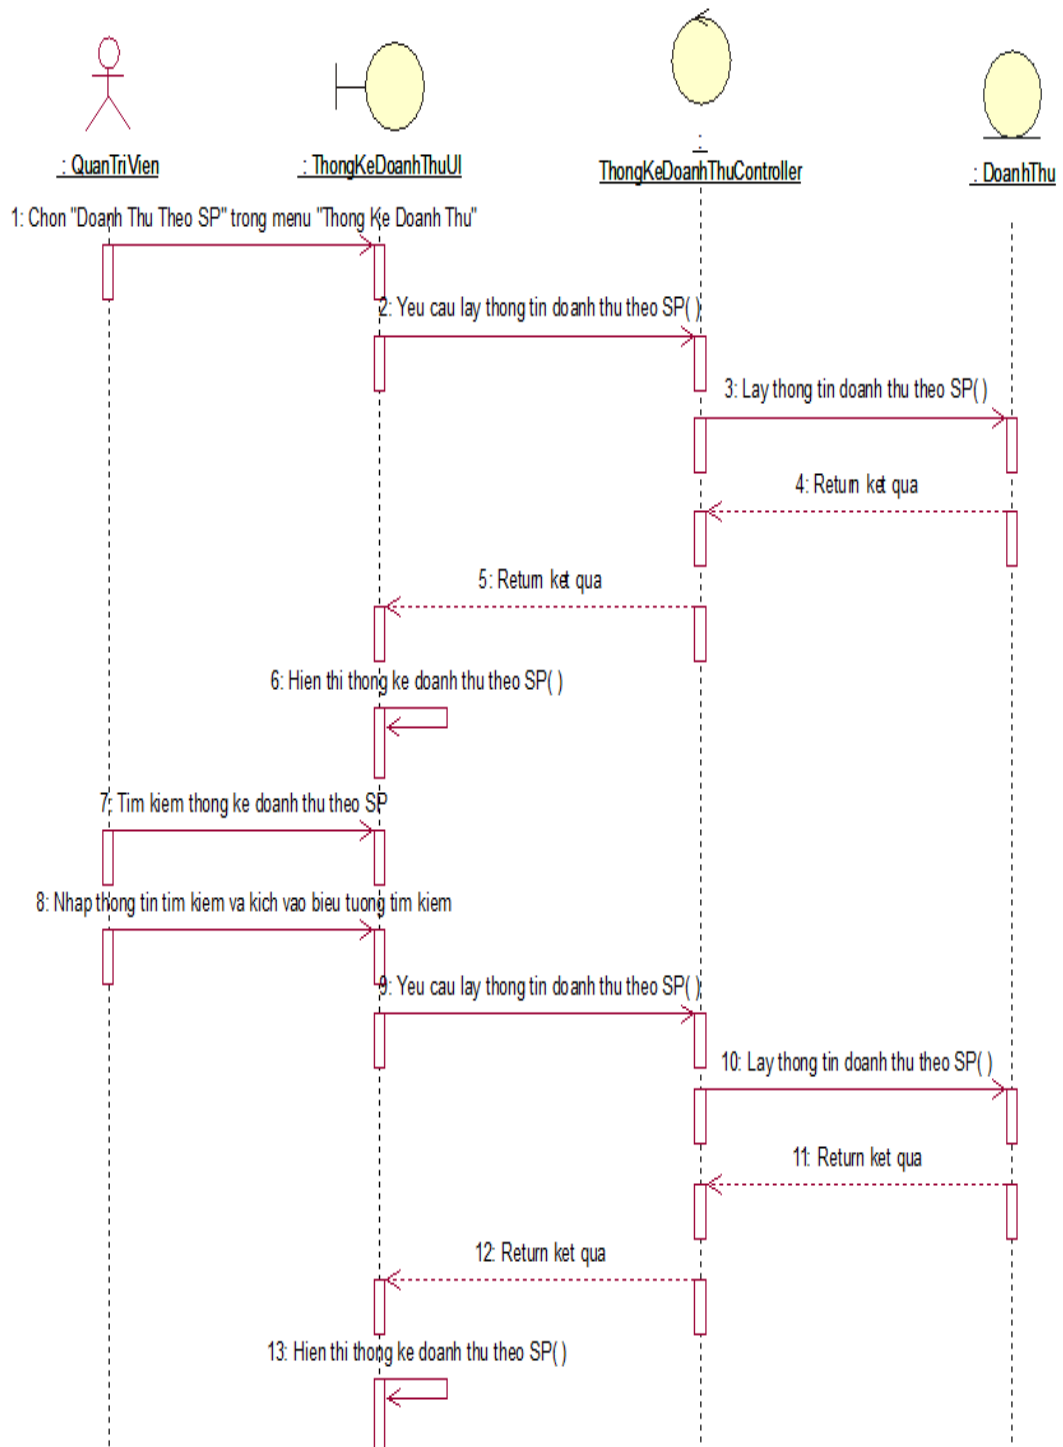 : QuanTriVien
: ThongKeDoanhThuUI
:
ThongKeDoanhThuController
: DoanhThu
1: Chon "Doanh Thu Theo SP" trong menu "Thong Ke Doanh Thu"
2: Yeu cau lay thong tin doanh thu theo SP( )
3: Lay thong tin doanh thu theo SP( )
4: Return ket qua
5: Return ket qua
6: Hien thi thong ke doanh thu theo SP( )
7: Tim kiem thong ke doanh thu theo SP
8: Nhap thong tin tim kiem va kich vao bieu tuong tim kiem
9: Yeu cau lay thong tin doanh thu theo SP( )
10: Lay thong tin doanh thu theo SP( )
11: Return ket qua
12: Return ket qua
13: Hien thi thong ke doanh thu theo SP( )